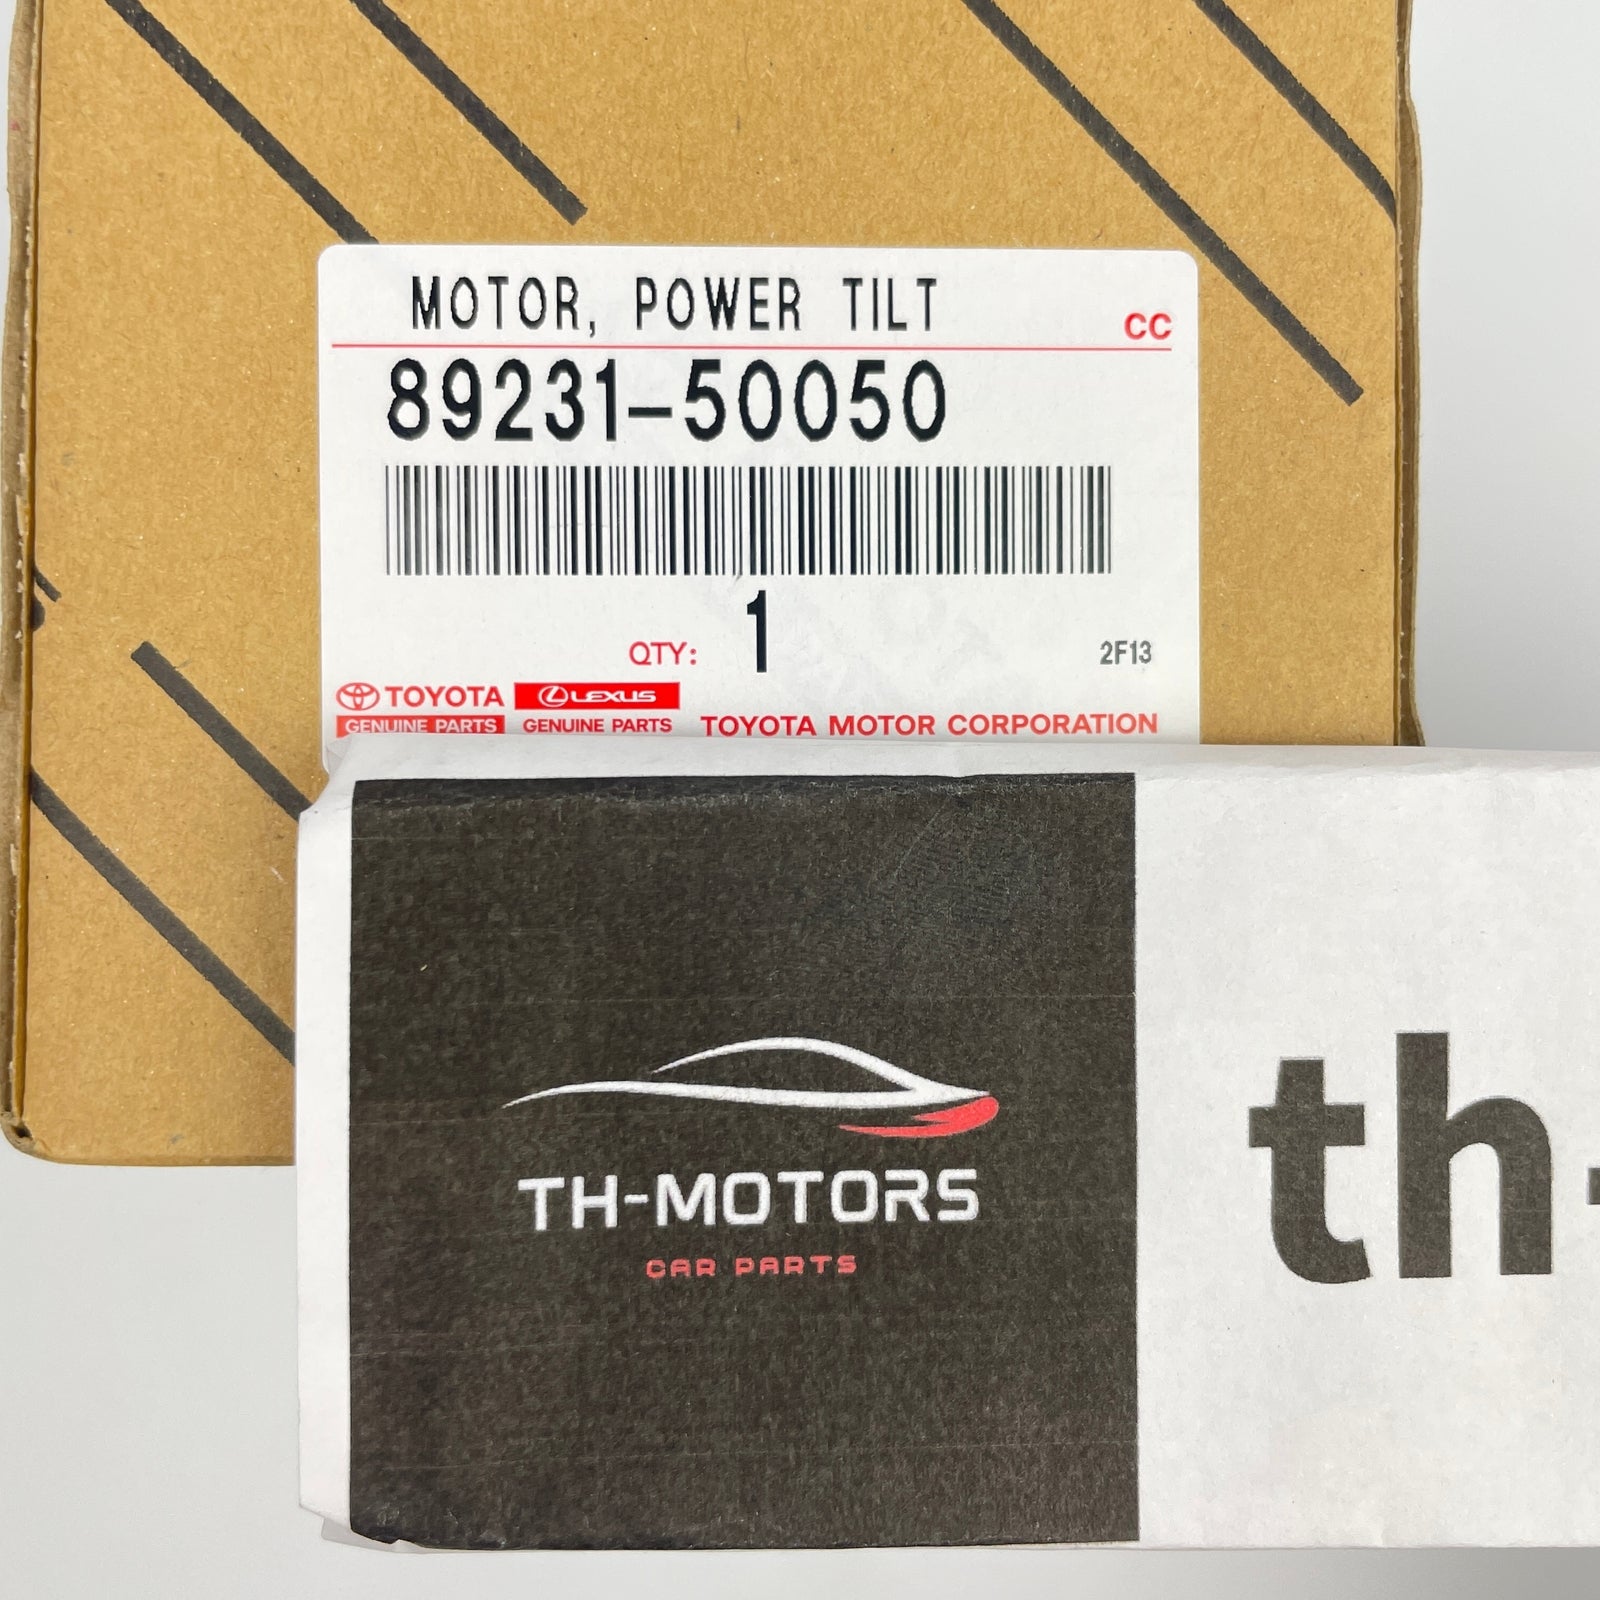 MOTOR, POWER TILT
CC
89231-50050
QTY: 1
2F13
TOYOTA LEXUS
GENUINE PARTS GENUINE PARTS TOYOTA MOTOR CORPORATION
TH-MOTORS
CAR PARTS
th-